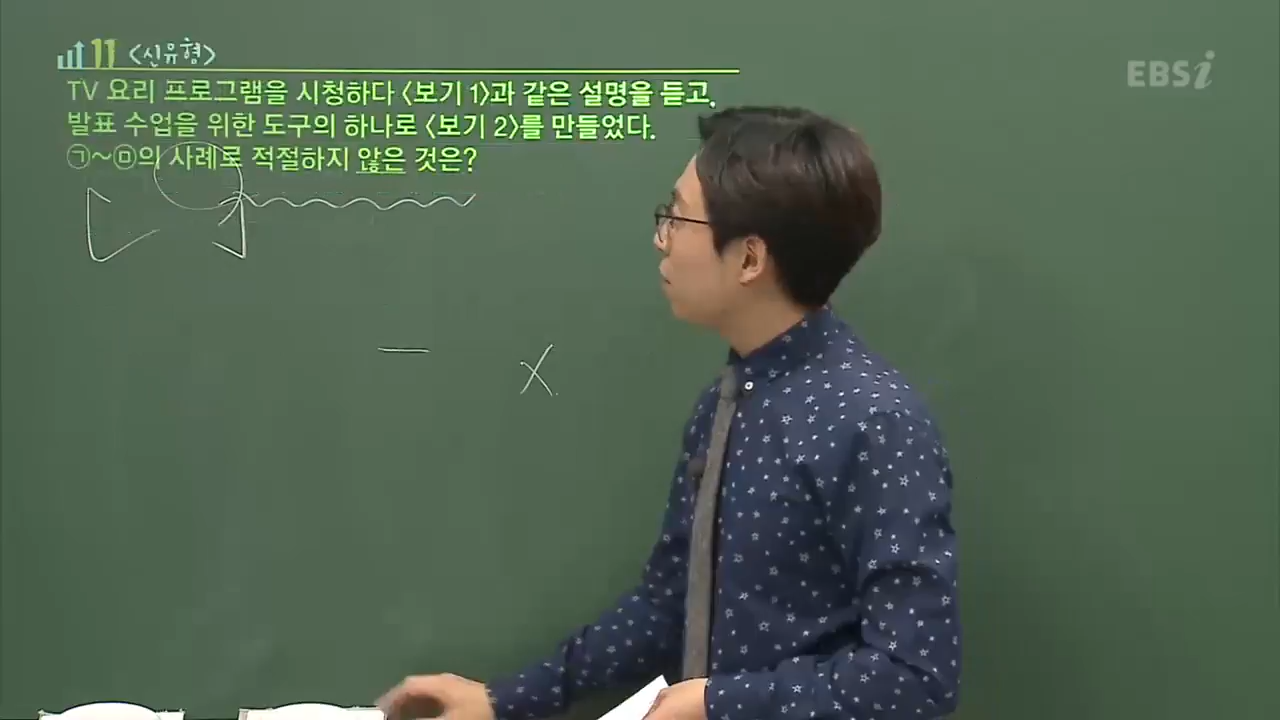 11 <신유형>
EBSi
TV 요리 프로그램을 시청하다 <보기 1>과 같은 설명을 듣고,
발표 수업을 위한 도구의 하나로 <보기 2>를 만들었다.
㉠~㉤의 사례로 적절하지 않은 것은?